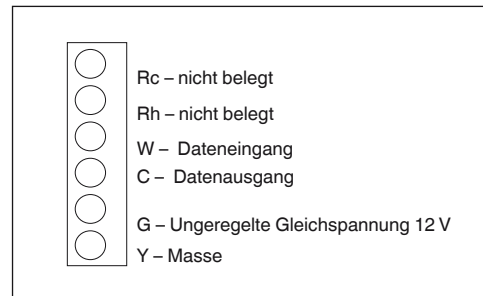 Rc – nicht belegt
Rh – nicht belegt
W – Dateneingang
C – Datenausgang
G – Ungeregelte Gleichspannung 12 V
Y – Masse